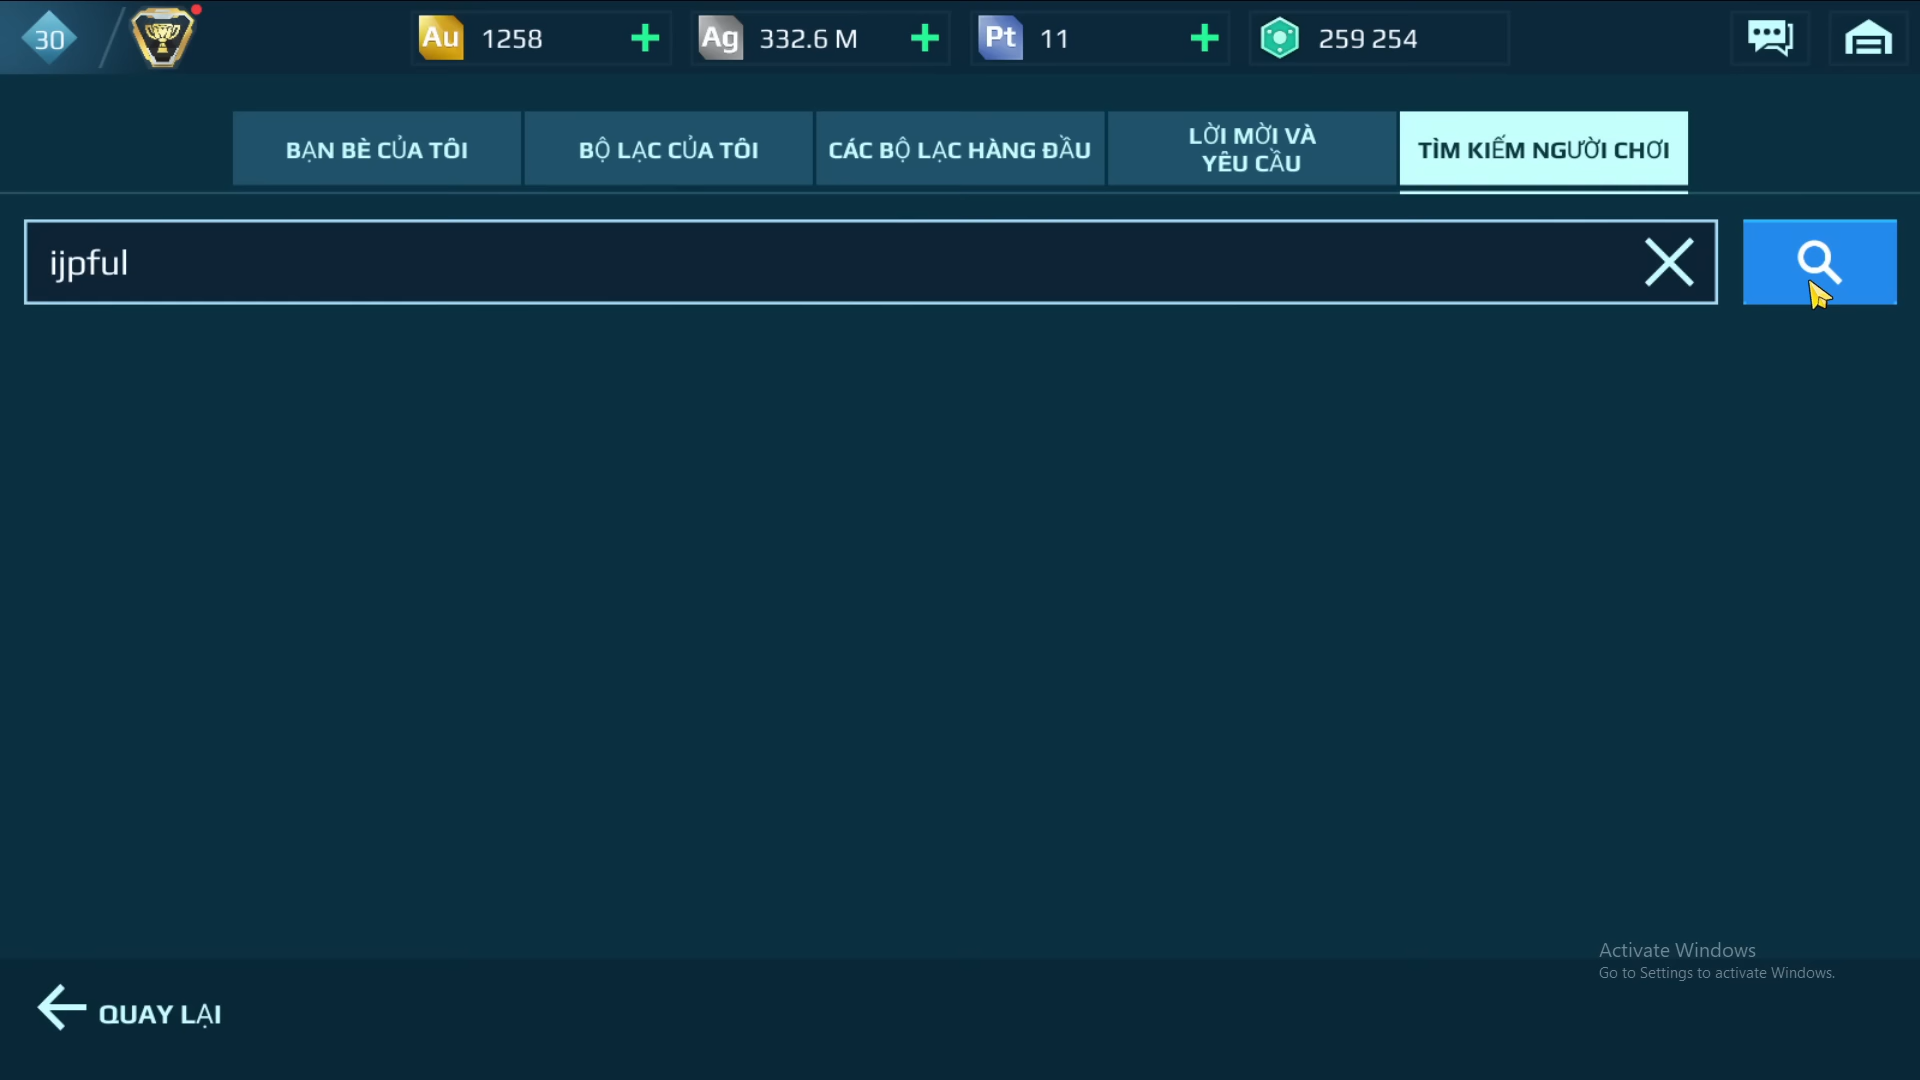 30
Au 1258
Ag 332.6 M
Pt 11
259 254
BẠN BÈ CỦA TÔI
BỘ LẠC CỦA TÔI
CÁC BỘ LẠC HÀNG ĐẦU
LỜI MỜI VÀ
YÊU CẦU
TÌM KIẾM NGƯỜI CHƠI
ijpful
Activate Windows
Go to Settings to activate Windows.
QUAY LẠI